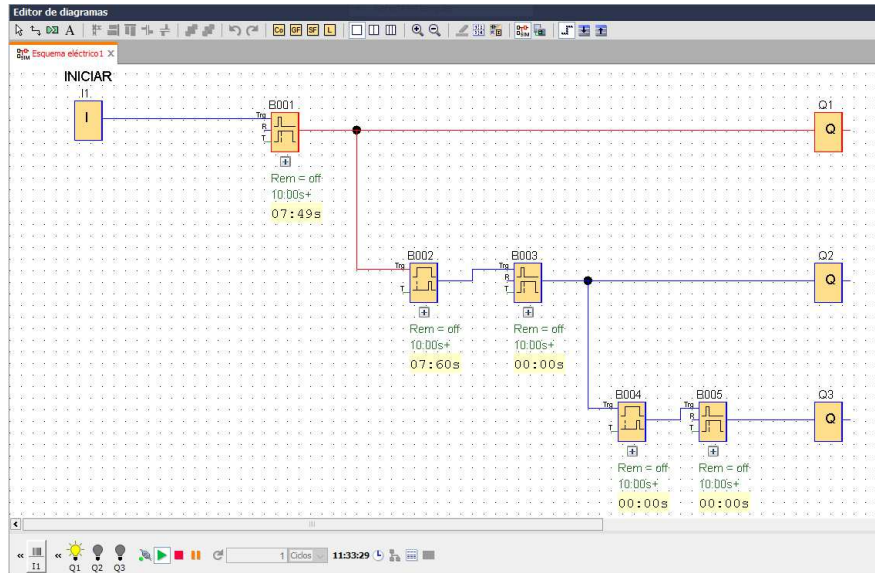 Editor de diagramas
A Co GF SF L
Esquema eléctrico1 X
INICIAR
I1
I
B001
Trg
R
T
Rem = off
10:00s+
07:49s
Q1
Q
B002
Trg
T
Rem = off
10:00s+
07:60s
B003
Trg
R
T
Rem = off
10:00s+
00:00s
Q2
Q
B004
Trg
T
Rem = off
10:00s+
00:00s
B005
Trg
R
T
Rem = off
10:00s+
00:00s
Q3
Q
« I1 « Q1 Q2 Q3 1 Ciclos 11:33:29